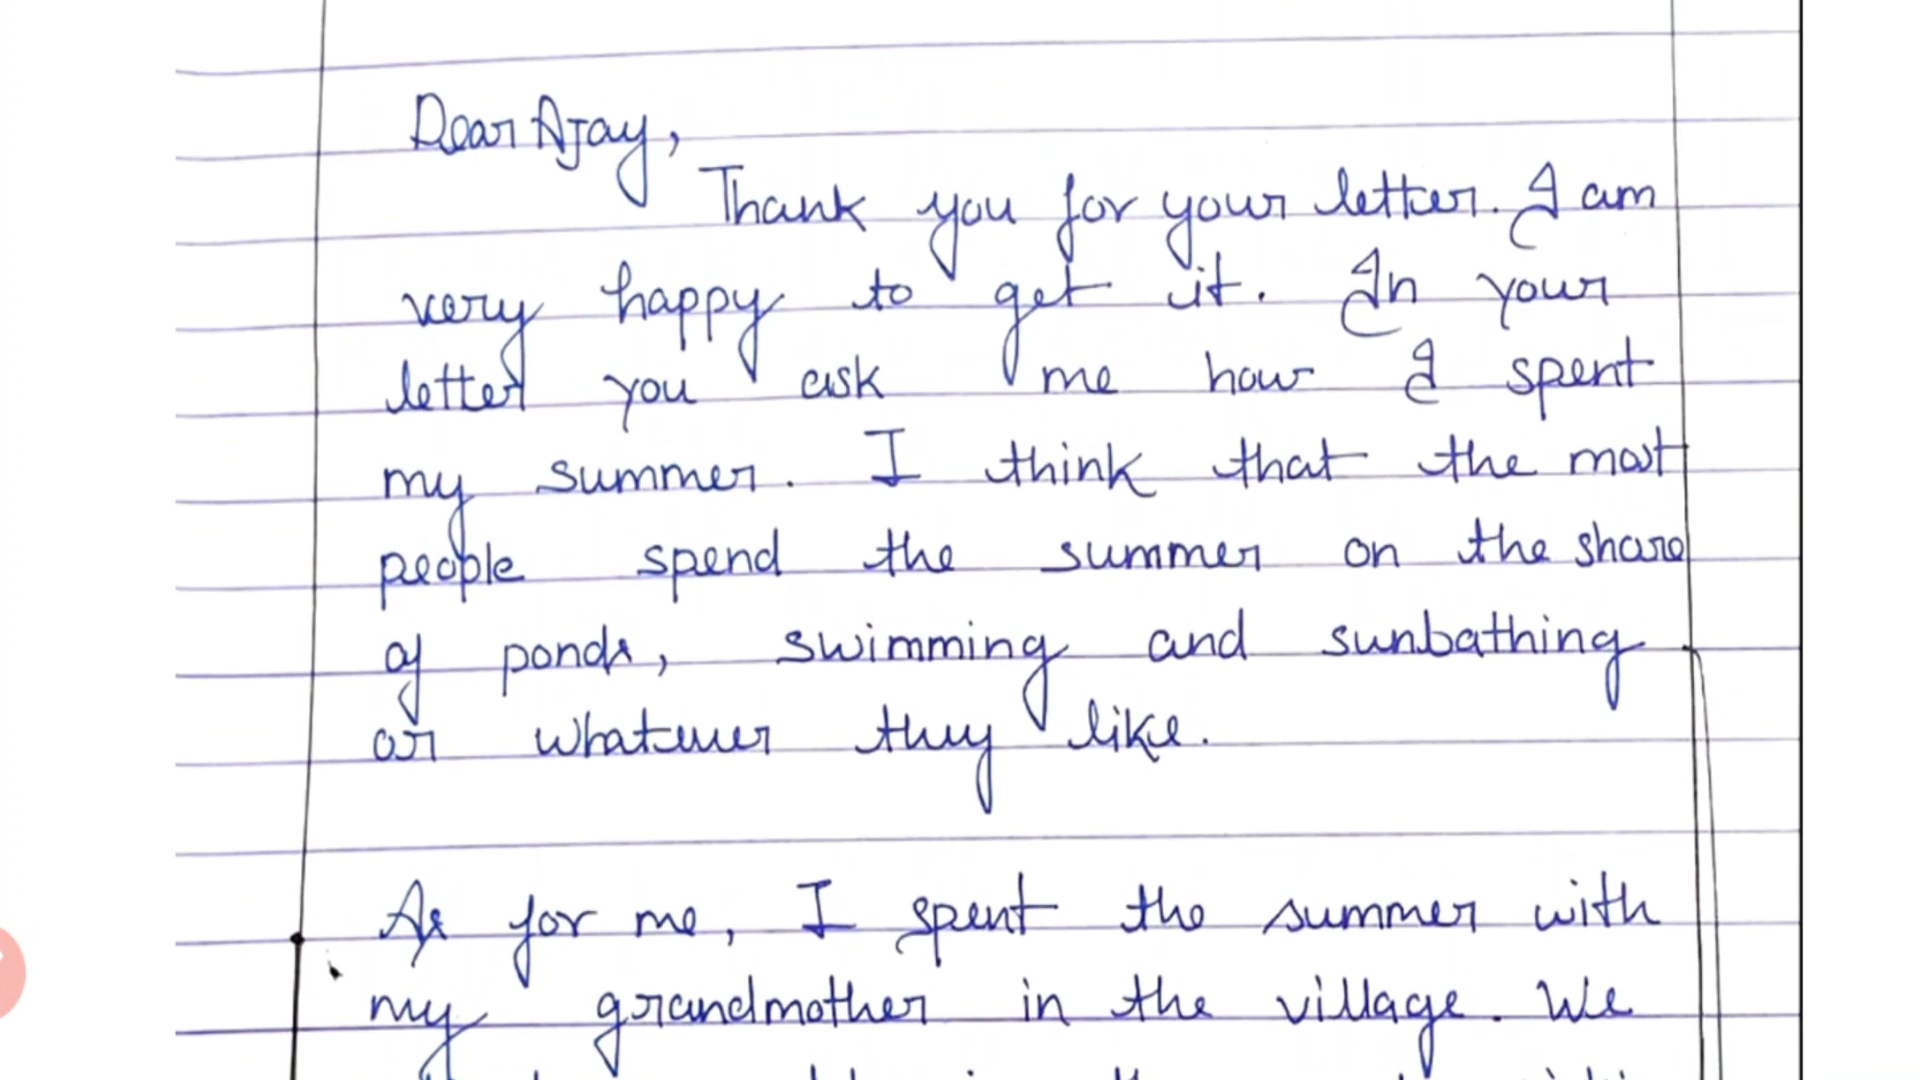 Dear Ajay,
Thank you for your letter. I am
very happy to get it. In your
letter you ask me how I spent
my summer. I think that the most
people spend the summer on the shore
of ponds, swimming and sunbathing
or whatever they like.
As for me, I spent the summer with
my grandmother in the village. We